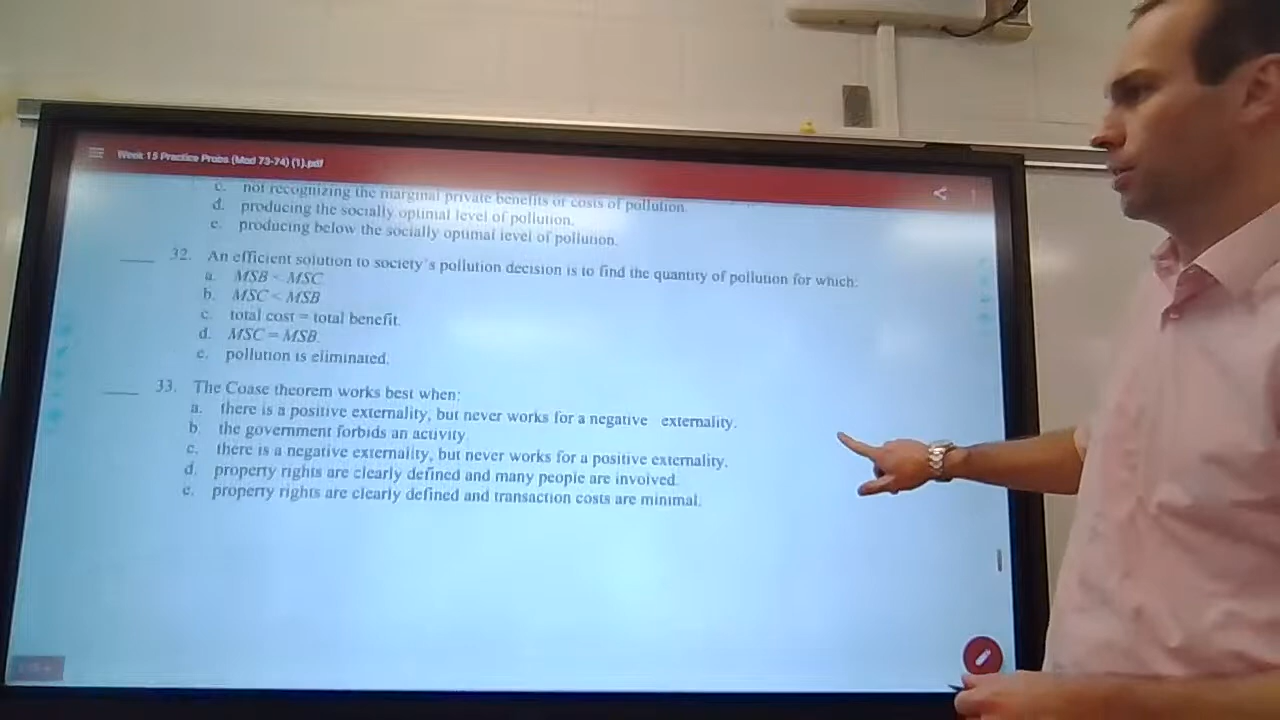 Week 15 Practice Probs (Mod 73-74) (1).pdf
c. not recognizing the marginal private benefits or costs of pollution.
d. producing the socially optimal level of pollution.
e. producing below the socially optimal level of pollution.
____ 32. An efficient solution to society's pollution decision is to find the quantity of pollution for which:
a. MSB < MSC
b. MSC < MSB
c. total cost = total benefit.
d. MSC = MSB.
e. pollution is eliminated.
____ 33. The Coase theorem works best when:
a. there is a positive externality, but never works for a negative externality.
b. the government forbids an activity
c. there is a negative externality, but never works for a positive externality.
d. property rights are clearly defined and many people are involved.
e. property rights are clearly defined and transaction costs are minimal.